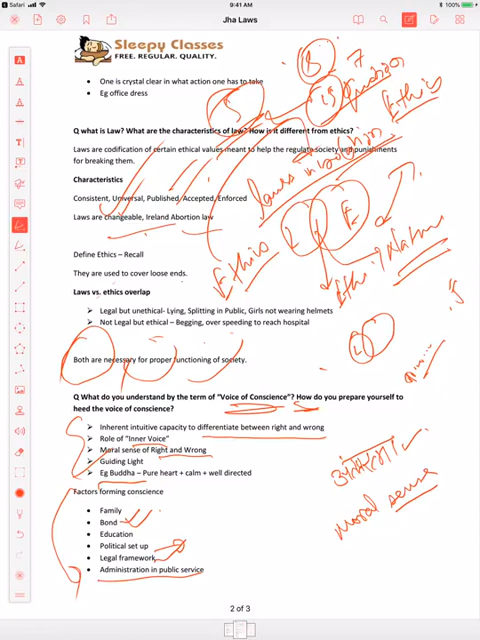 9:41 AM
100%
Jha Laws
Sleepy Classes
FREE. REGULAR. QUALITY.
• One is crystal clear in what action one has to take
• Eg office dress
Q what is Law? What are the characteristics of law? How is it different from ethics?
Laws are codification of certain ethical values meant to help the regulate society and punishments
for breaking them.
Characteristics
Consistent, Universal, Published, Accepted, Enforced
Laws are changeable, Ireland Abortion law
Define Ethics – Recall
They are used to cover loose ends.
Laws vs. ethics overlap
➢ Legal but unethical- Lying, Splitting in Public, Girls not wearing helmets
➢ Not Legal but ethical – Begging, over speeding to reach hospital
Both are necessary for proper functioning of society.
Q What do you understand by the term of "Voice of Conscience"? How do you prepare yourself to
heed the voice of conscience?
➢ Inherent intuitive capacity to differentiate between right and wrong
➢ Role of "Inner Voice"
➢ Moral sense of Right and Wrong
➢ Guiding Light
➢ Eg Buddha – Pure heart + calm + well directed
Factors forming conscience
• Family
• Bond
• Education
• Political set up
• Legal framework
• Administration in public service
Ethics
laws in
Ethics
L E
Nature
moral sense
2 of 3